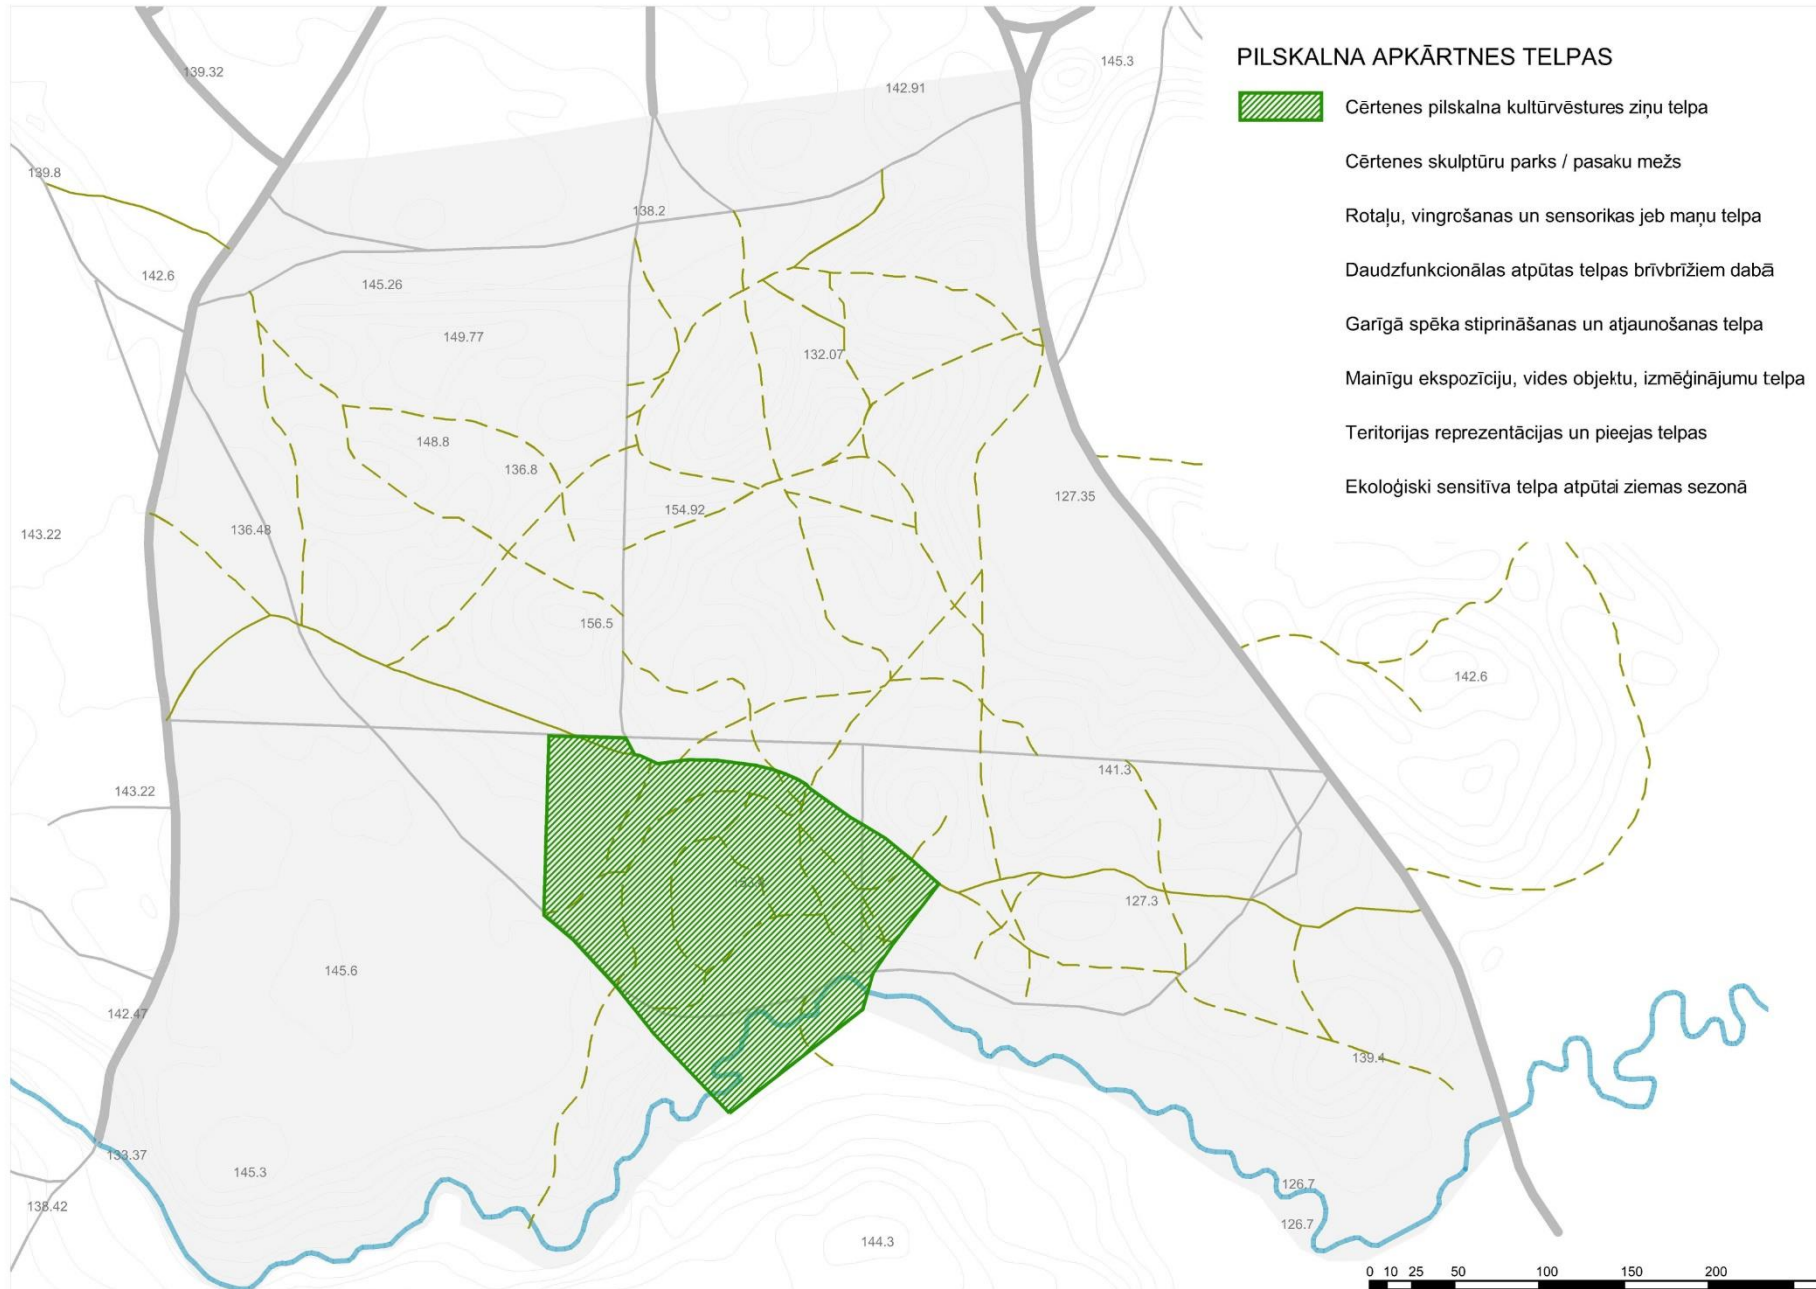 PILSKALNA APKĀRTNES TELPAS
Cērtenes pilskalna kultūrvēstures ziņu telpa
Cērtenes skulptūru parks / pasaku mežs
Rotaļu, vingrošanas un sensorikas jeb maņu telpa
Daudzfunkcionālas atpūtas telpas brīvbrīžiem dabā
Garīgā spēka stiprināšanas un atjaunošanas telpa
Mainīgu ekspozīciju, vides objektu, izmēģinājumu telpa
Teritorijas reprezentācijas un pieejas telpas
Ekoloģiski sensitīva telpa atpūtai ziemas sezonā
139.32
142.91
145.3
139.8
138.2
142.6
145.26
149.77
132.07
148.8
136.8
154.92
127.35
143.22
136.48
156.5
142.6
143.22
141.3
127.3
145.6
142.47
139.4
133.37
145.3
138.42
126.7
126.7
144.3
0 10 25 50 100 150 200